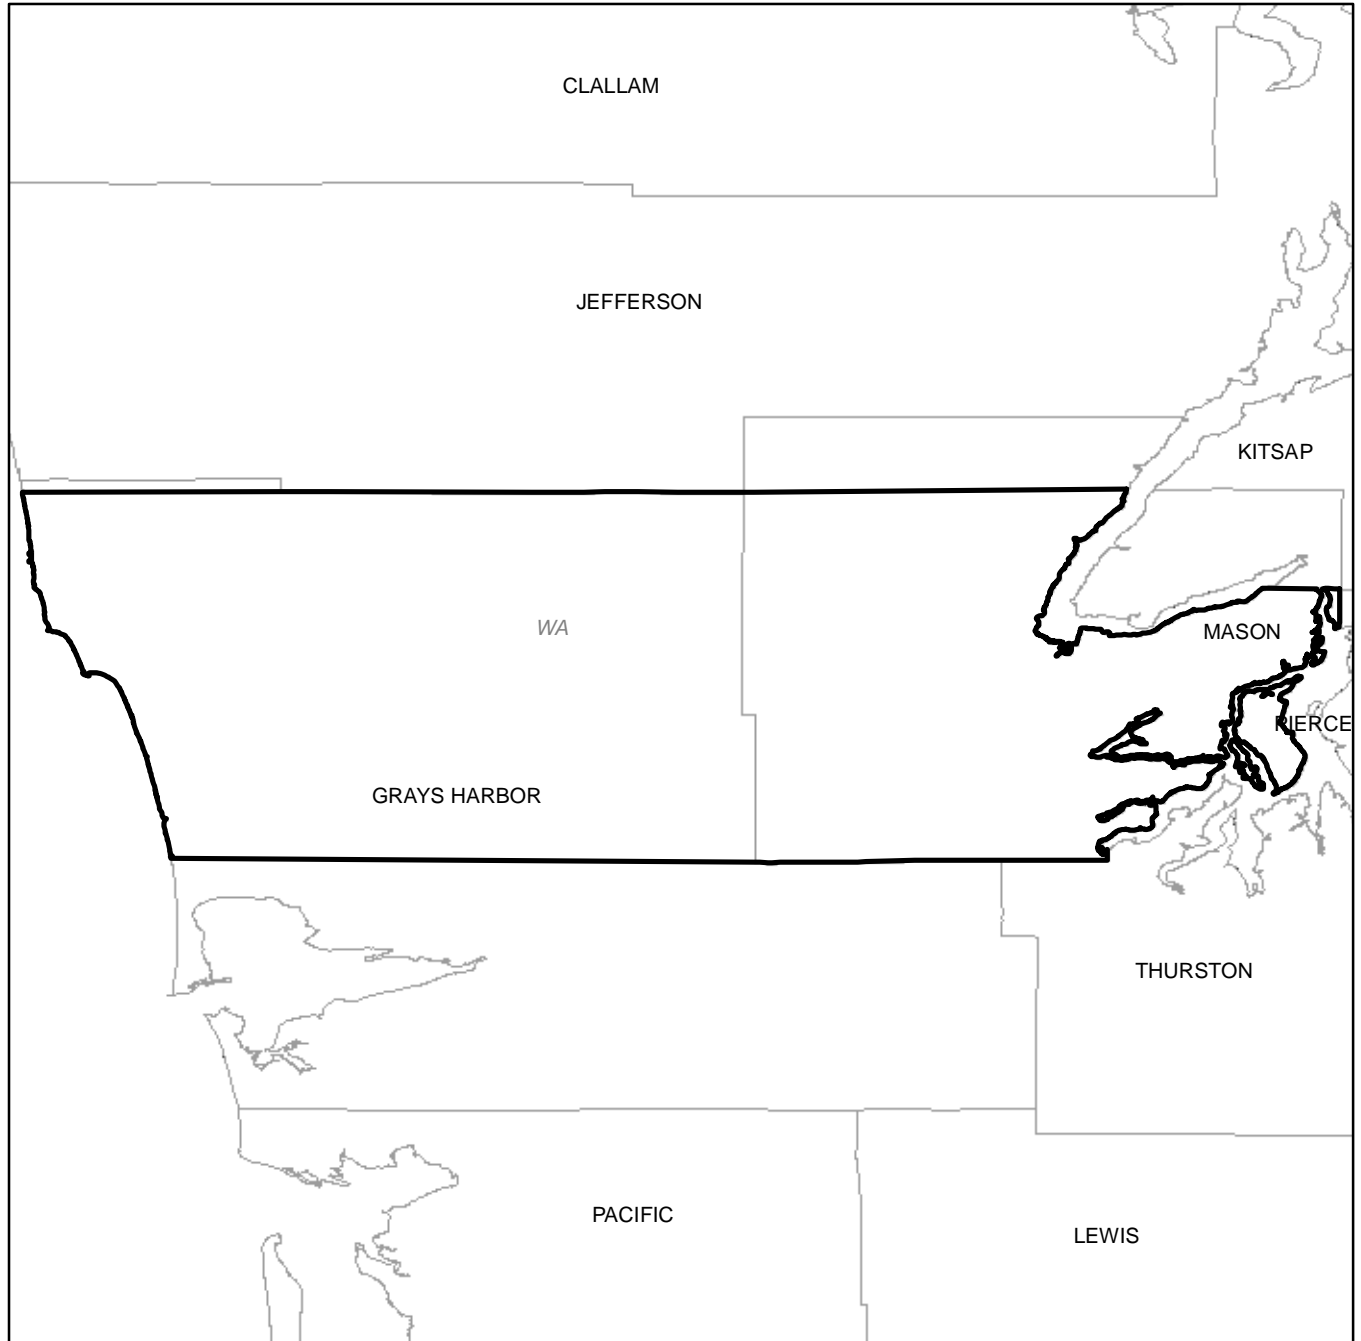 CLALLAM
JEFFERSON
KITSAP
WA
MASON
PIERCE
GRAYS HARBOR
THURSTON
PACIFIC
LEWIS